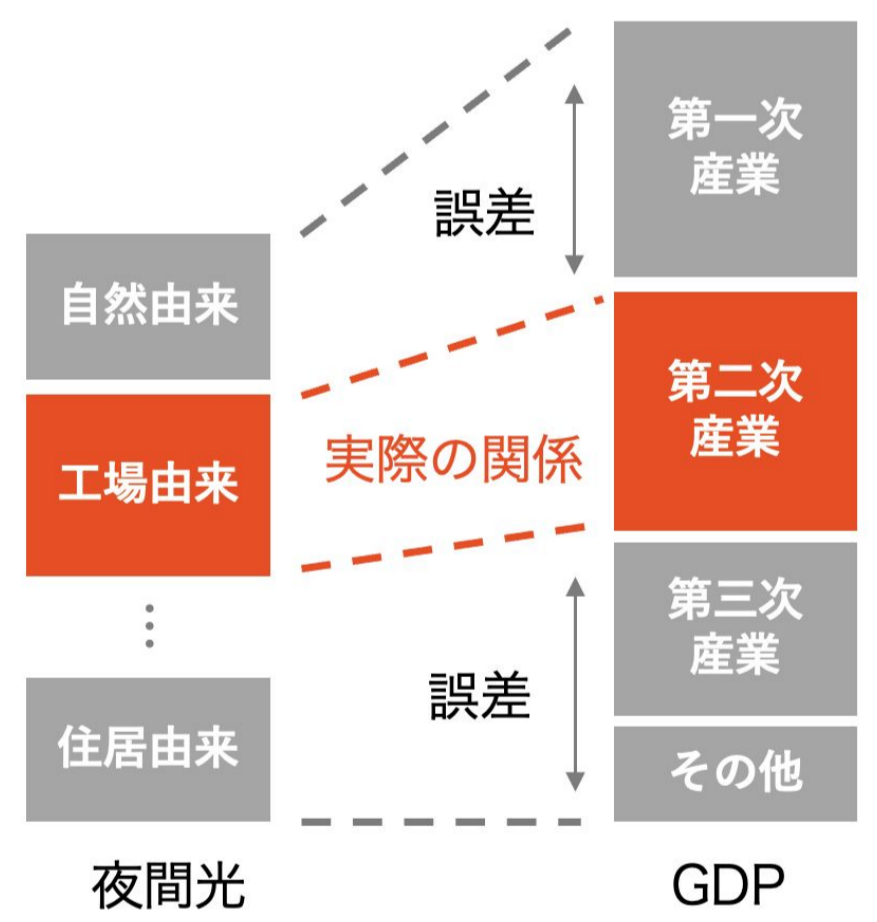 自然由来
工場由来
⋮
住居由来
夜間光
誤差
実際の関係
誤差
第一次
産業
第二次
産業
第三次
産業
その他
GDP